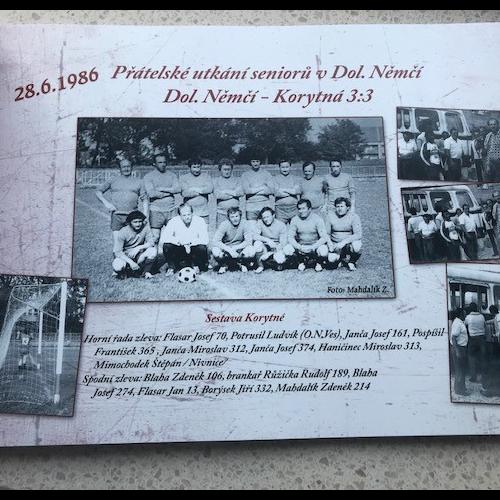 28.6.1986
Přátelské utkání seniorů v Dol. Němčí
Dol. Němčí - Korytná 3:3
Foto: Mahdalík Z.
Sestava Korytné
Horní řada zleva: Flasar Josef 70, Potrusil Ludvík (O.N,Ves), Janča Josef 161, Pospíšil
František 365 , Janča Miroslav 312, Janča Josef 374, Haničinec Miroslav 313,
Mimochodek Štěpán / Nivnice
Spodní zleva: Blaha Zdeněk 106, brankař Růžička Rudolf 189, Blaha
Josef 274, Flasar Jan 13, Borýsek Jiří 332, Mahdalík Zdeněk 214